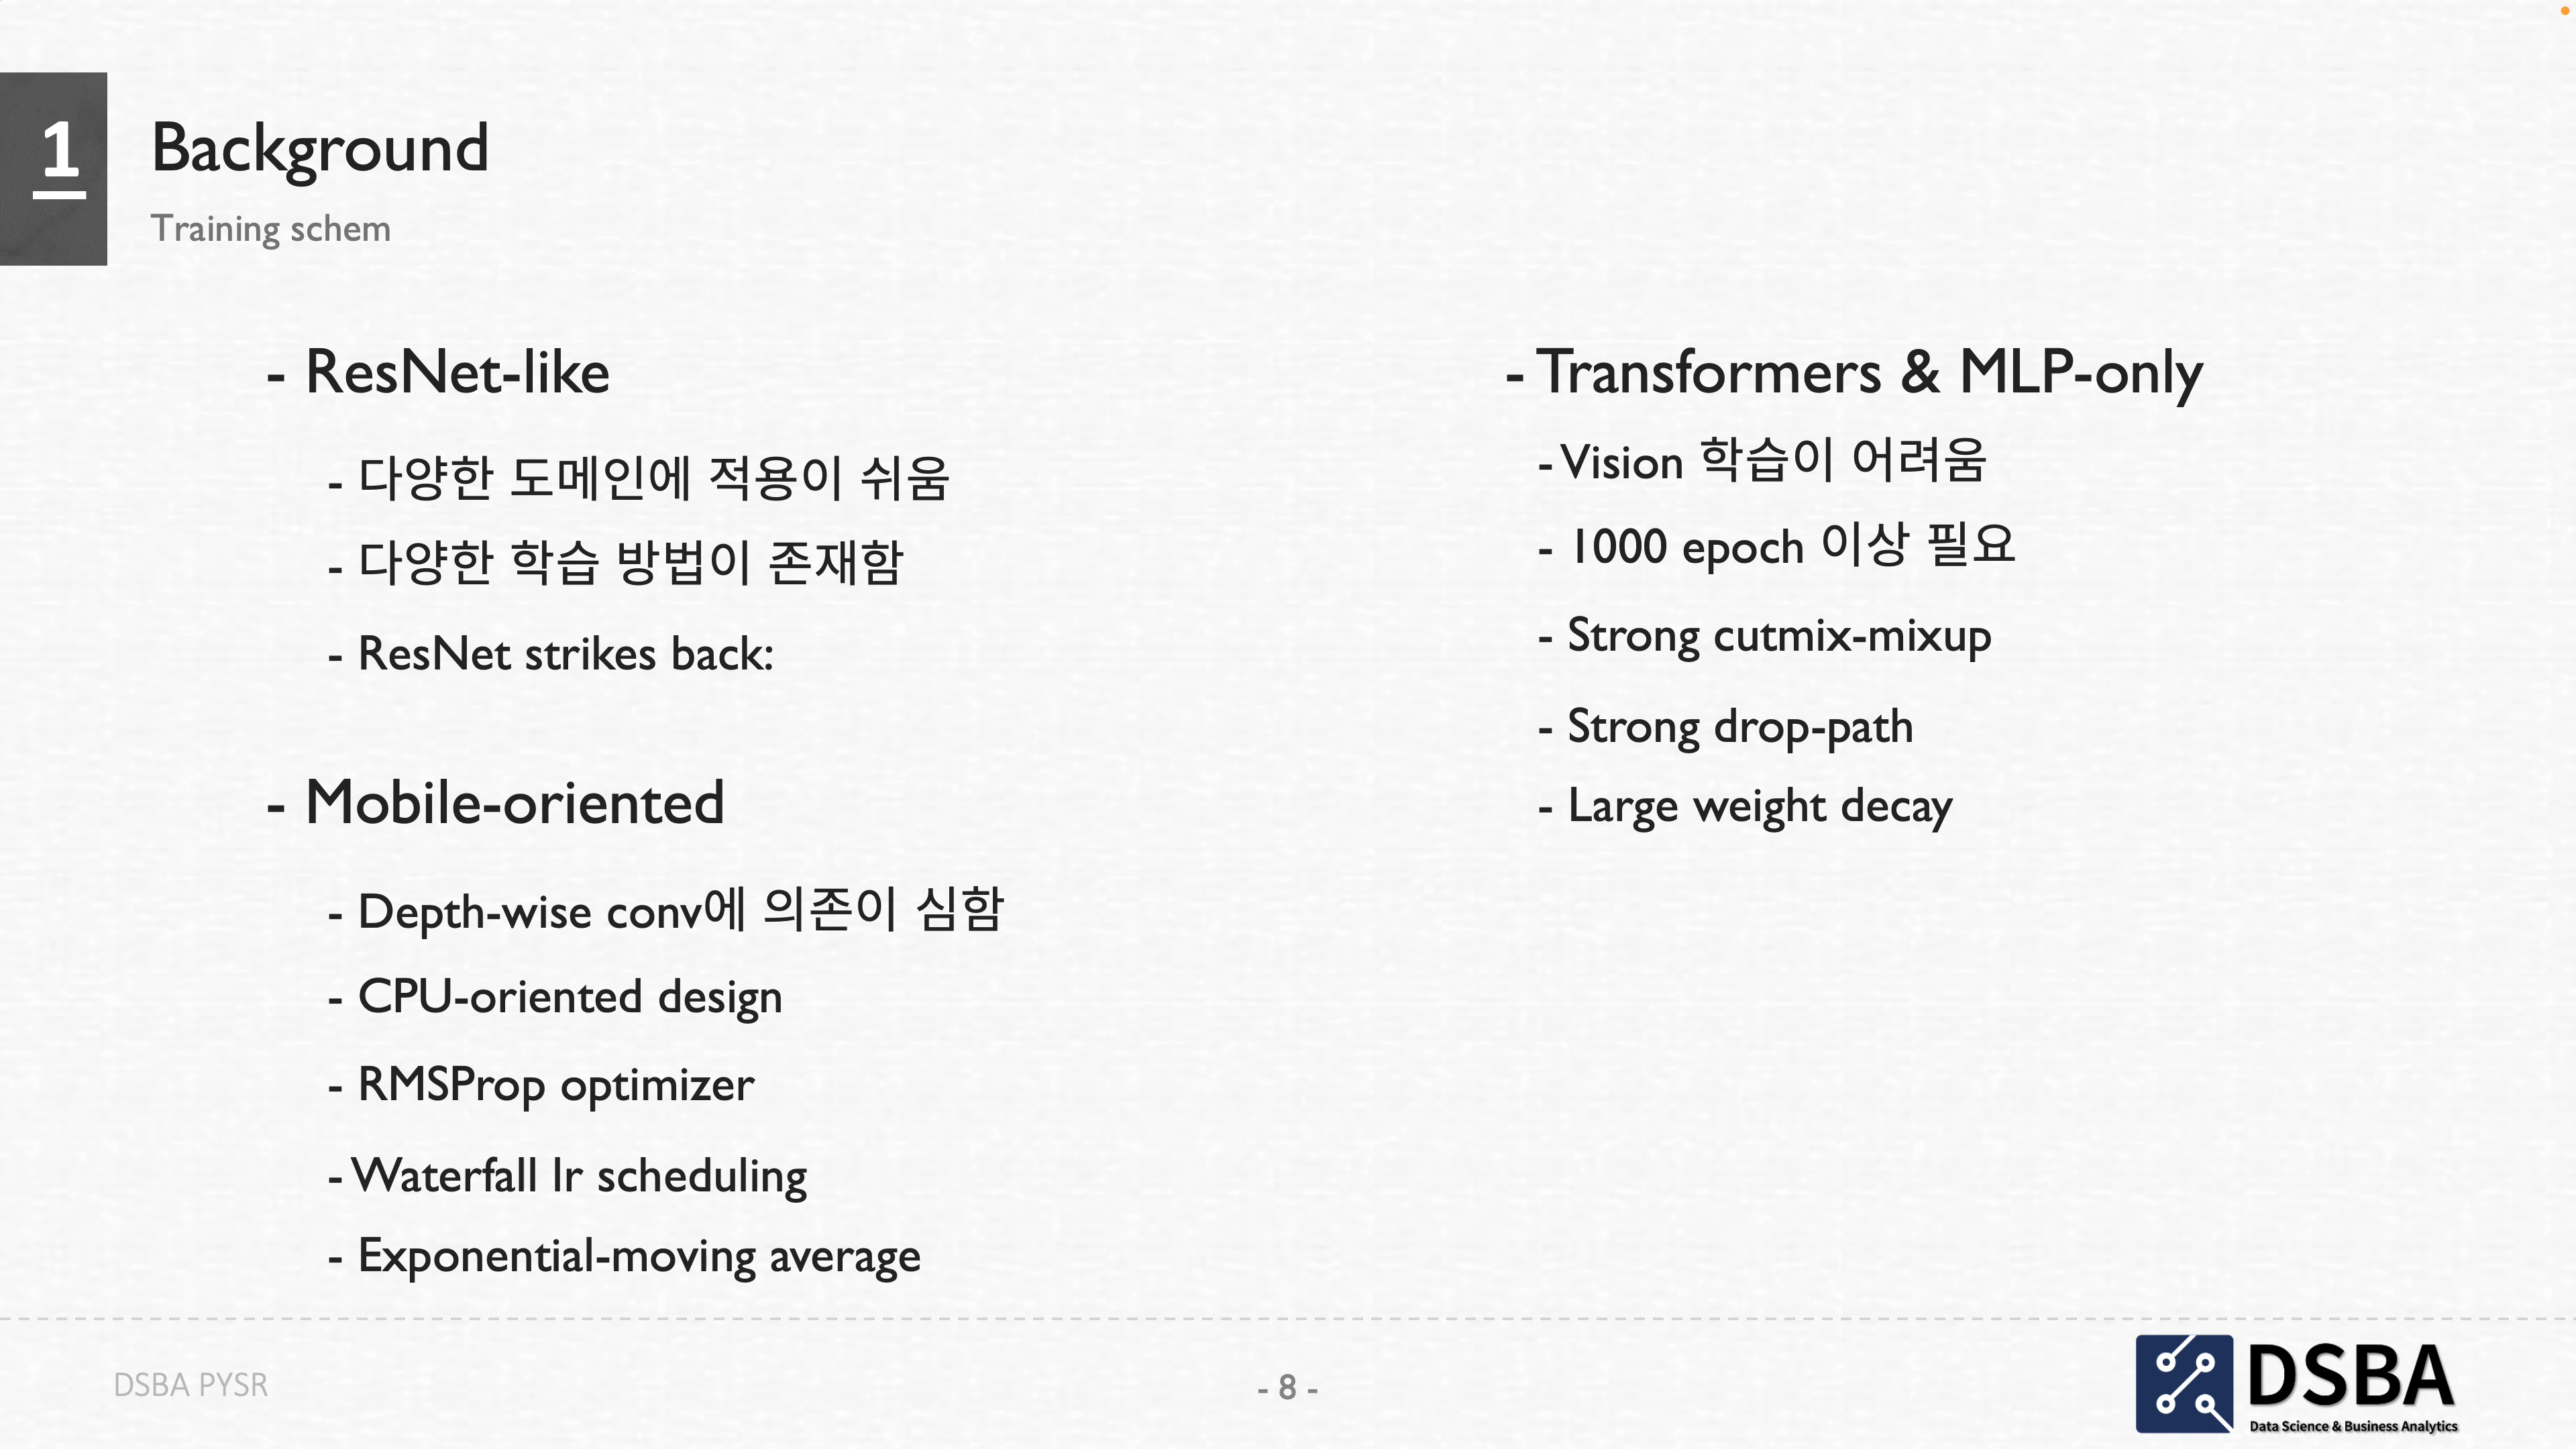 1
Background
Training schem
- ResNet-like
- 다양한 도메인에 적용이 쉬움
- 다양한 학습 방법이 존재함
- ResNet strikes back:
- Mobile-oriented
- Depth-wise conv에 의존이 심함
- CPU-oriented design
- RMSProp optimizer
- Waterfall lr scheduling
- Exponential-moving average
- Transformers & MLP-only
- Vision 학습이 어려움
- 1000 epoch 이상 필요
- Strong cutmix-mixup
- Strong drop-path
- Large weight decay
DSBA PYSR
- 8 -
DSBA
Data Science & Business Analytics